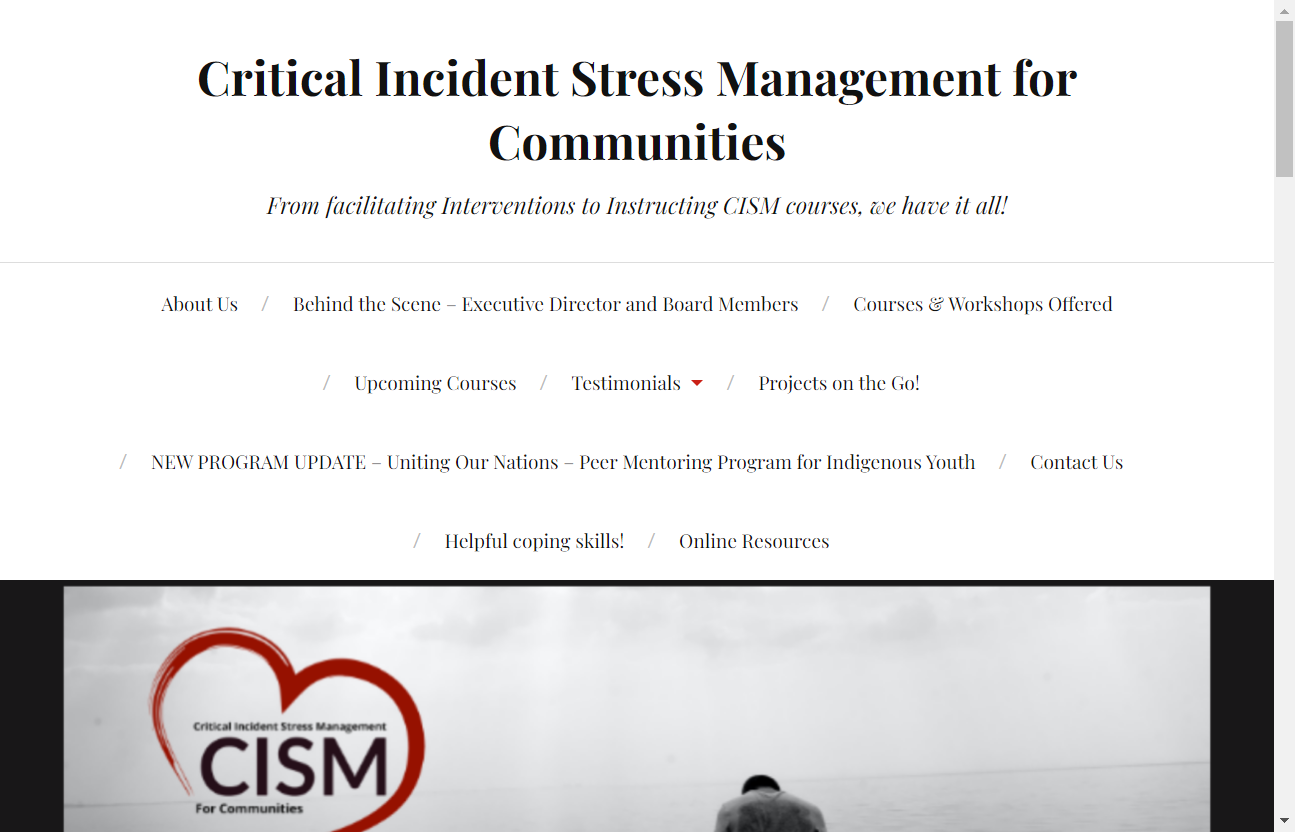 Critical Incident Stress Management for
Communities
From facilitating Interventions to Instructing CISM courses, we have it all!
About Us / Behind the Scene – Executive Director and Board Members / Courses & Workshops Offered
/ Upcoming Courses / Testimonials / Projects on the Go!
/ NEW PROGRAM UPDATE – Uniting Our Nations – Peer Mentoring Program for Indigenous Youth / Contact Us
/ Helpful coping skills! / Online Resources
Critical Incident Stress Management
CISM
For Communities